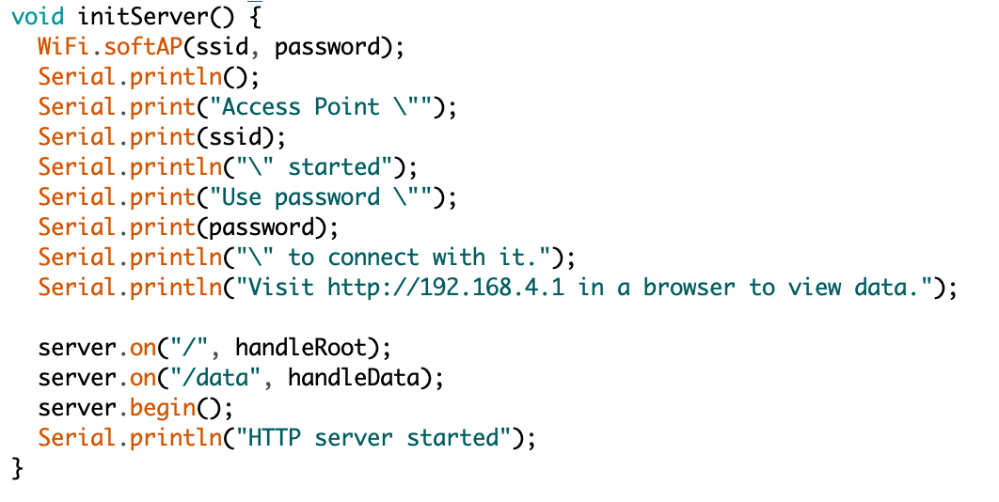 void initServer() {
  WiFi.softAP(ssid, password);
  Serial.println();
  Serial.print("Access Point \"");
  Serial.print(ssid);
  Serial.println("\" started");
  Serial.print("Use password \"");
  Serial.print(password);
  Serial.println("\" to connect with it.");
  Serial.println("Visit http://192.168.4.1 in a browser to view data.");

  server.on("/", handleRoot);
  server.on("/data", handleData);
  server.begin();
  Serial.println("HTTP server started");
}